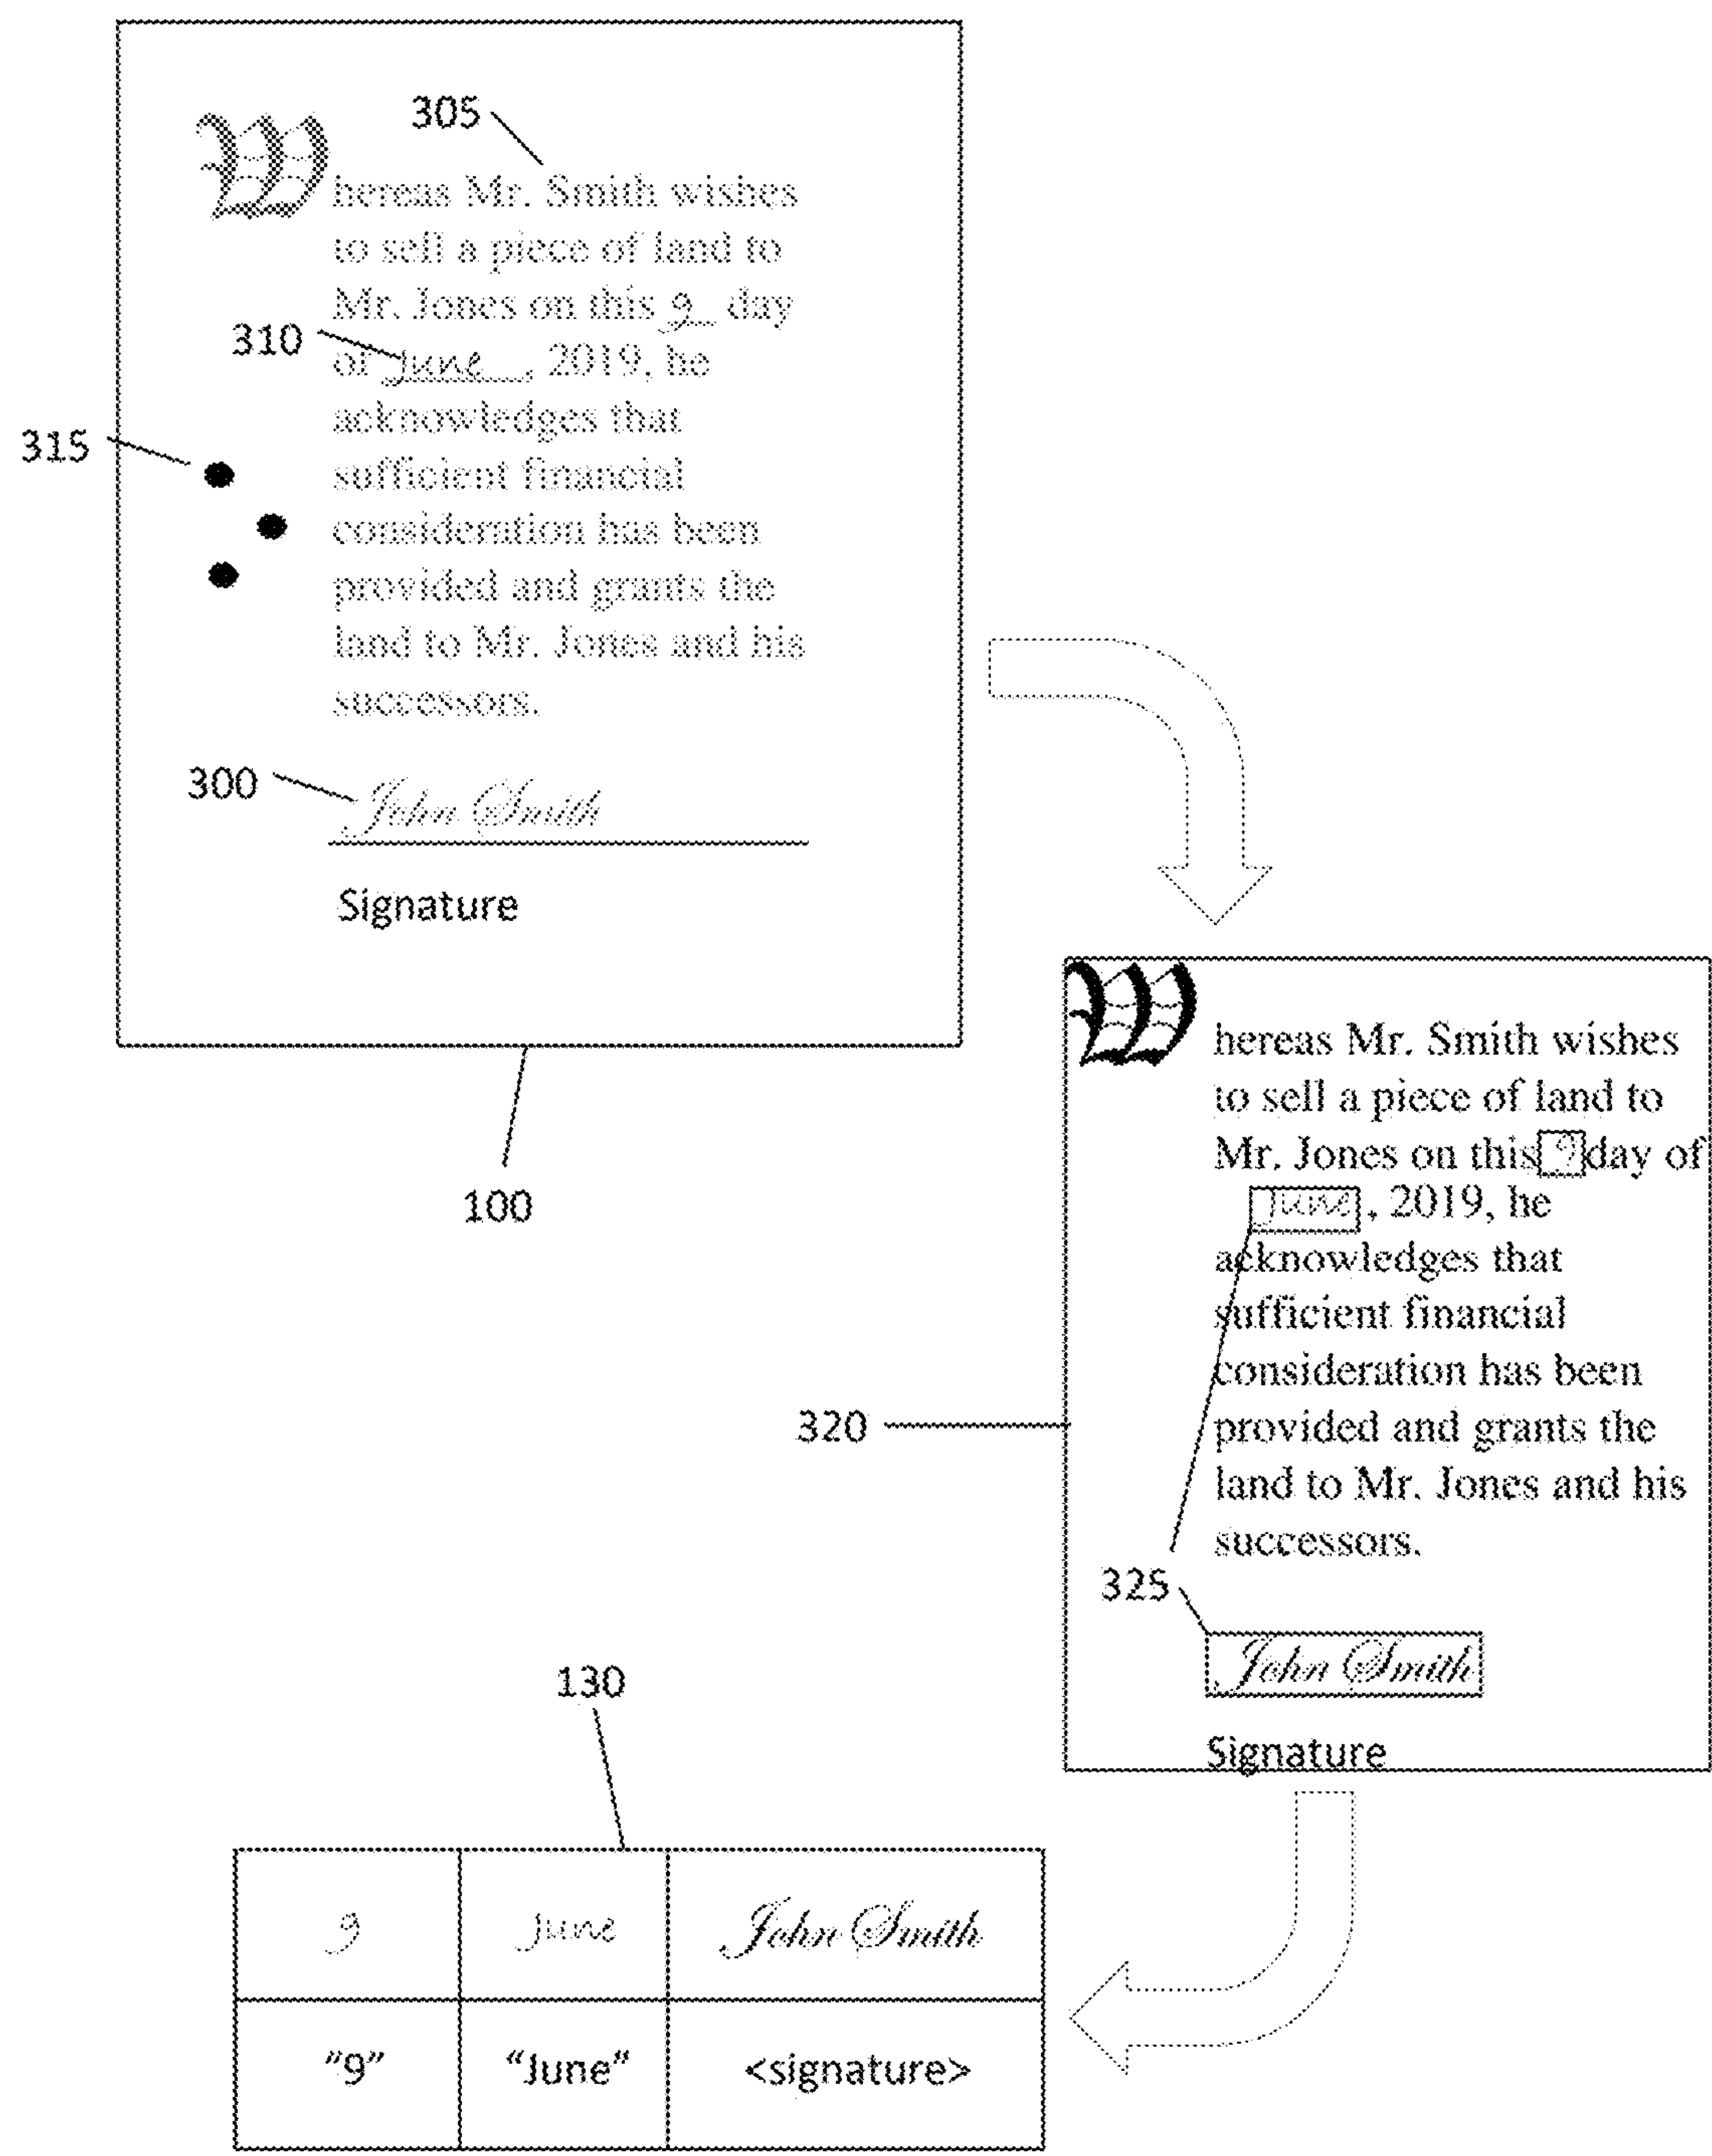 305
Whereas Mr. Smith wishes
to sell a piece of land to
Mr. Jones on this 9 day
310
of June, 2019, he
acknowledges that
315
sufficient financial
consideration has been
provided and grants the
land to Mr. Jones and his
successors.
300
John Smith
Signature
100
Whereas Mr. Smith wishes
to sell a piece of land to
Mr. Jones on this 9 day of
June, 2019, he
acknowledges that
sufficient financial
consideration has been
320
provided and grants the
land to Mr. Jones and his
successors.
325
John Smith
Signature
130
9 June John Smith
"9" "June" <signature>